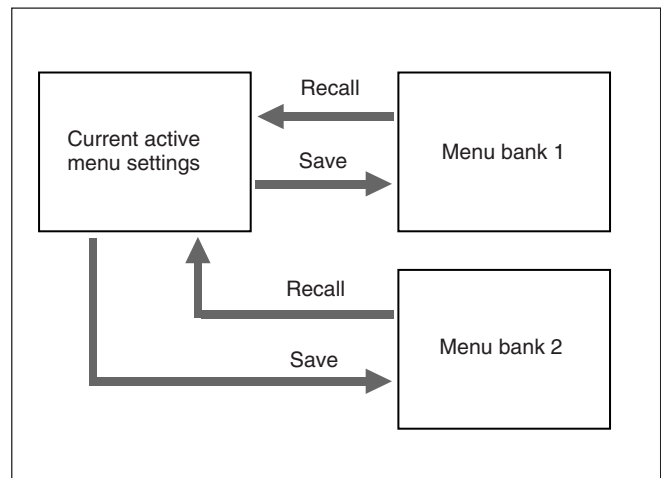 Recall
Current active
menu settings
Menu bank 1
Save
Recall
Menu bank 2
Save